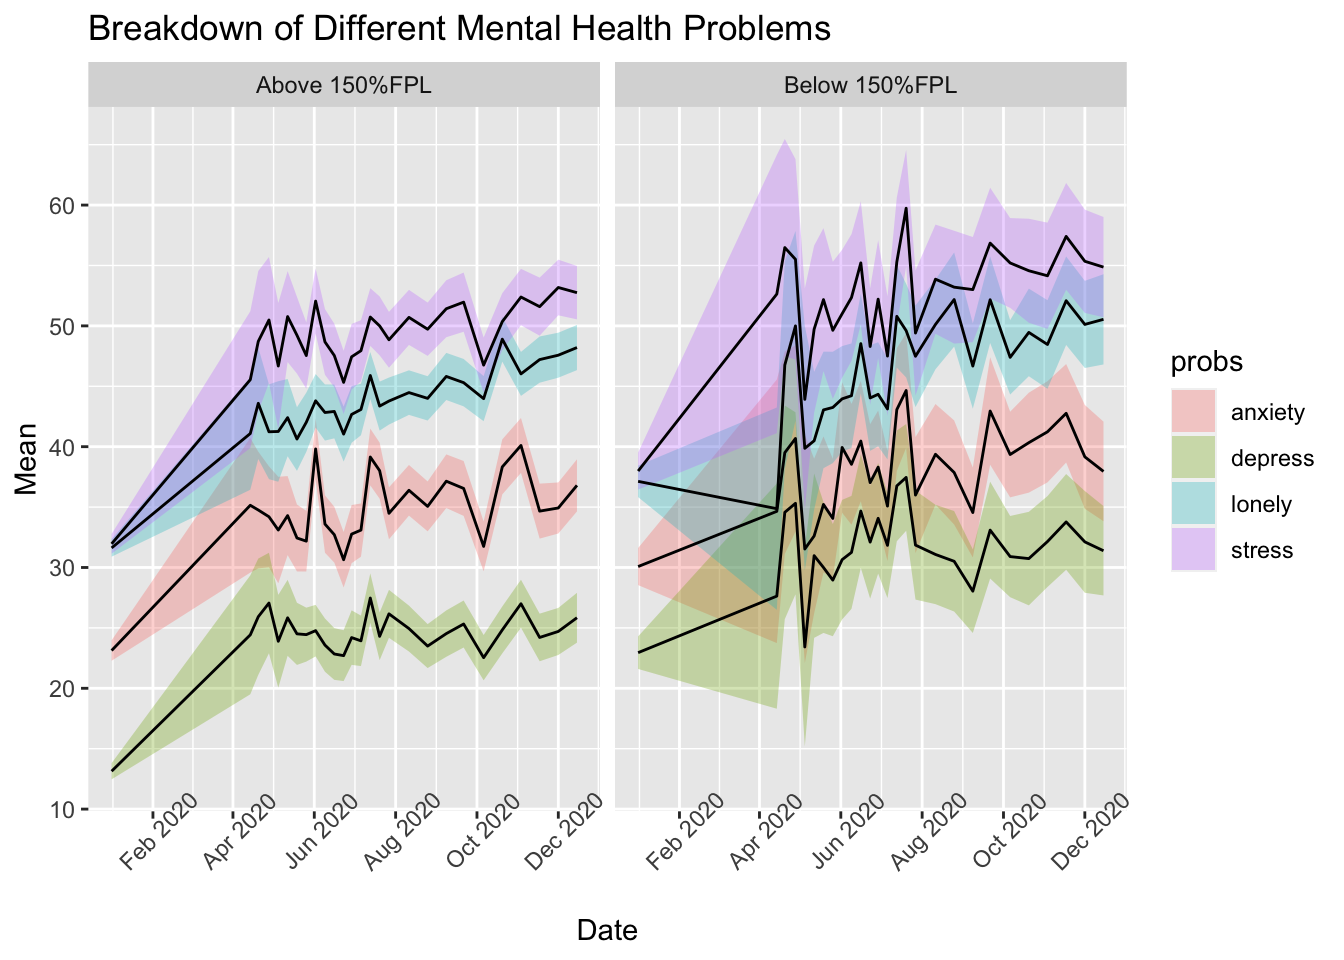 Breakdown of Different Mental Health Problems
Above 150%FPL
Below 150%FPL
Mean
60
50
40
30
20
10
Feb 2020
Apr 2020
Jun 2020
Aug 2020
Oct 2020
Dec 2020
Feb 2020
Apr 2020
Jun 2020
Aug 2020
Oct 2020
Dec 2020
Date
probs
anxiety
depress
lonely
stress